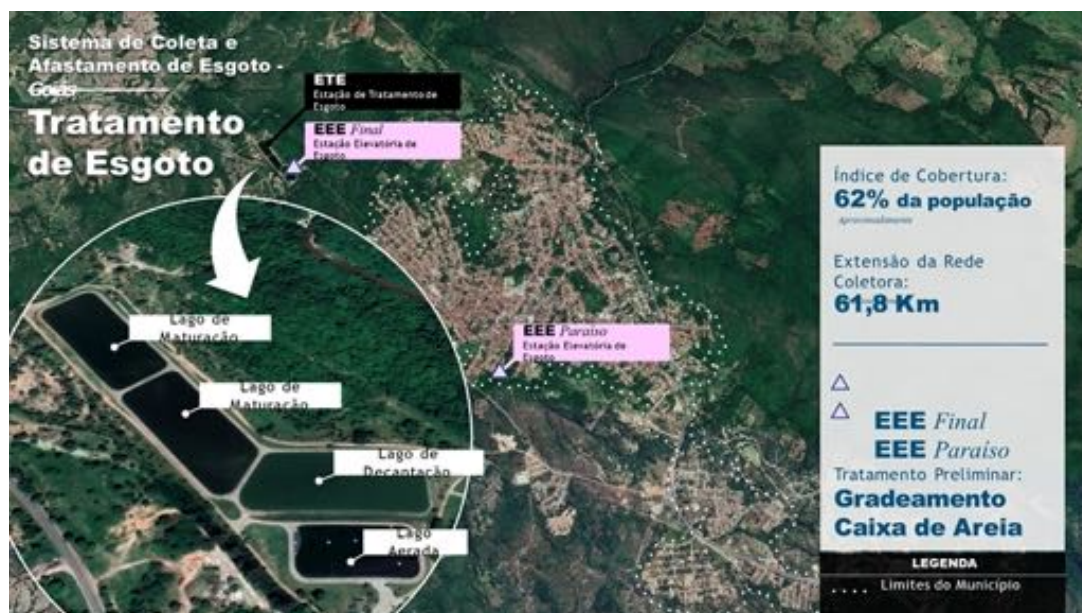 Sistema de Coleta e
Afastamento de Esgoto -
Goiás
Tratamento
de Esgoto
ETE
Estação de Tratamento de
Esgoto
EEE Final
Estação Elevatória de
Esgoto
EEE Paraíso
Estação Elevatória de
Esgoto
Lago de
Maturação
Lago de
Maturação
Lago de
Decantação
Lago
Aerada
Índice de Cobertura:
62% da população
Aproximadamente
Extensão da Rede
Coletora:
61,8 Km
EEE Final
EEE Paraíso
Tratamento Preliminar:
Gradeamento
Caixa de Areia
LEGENDA
Limites do Município